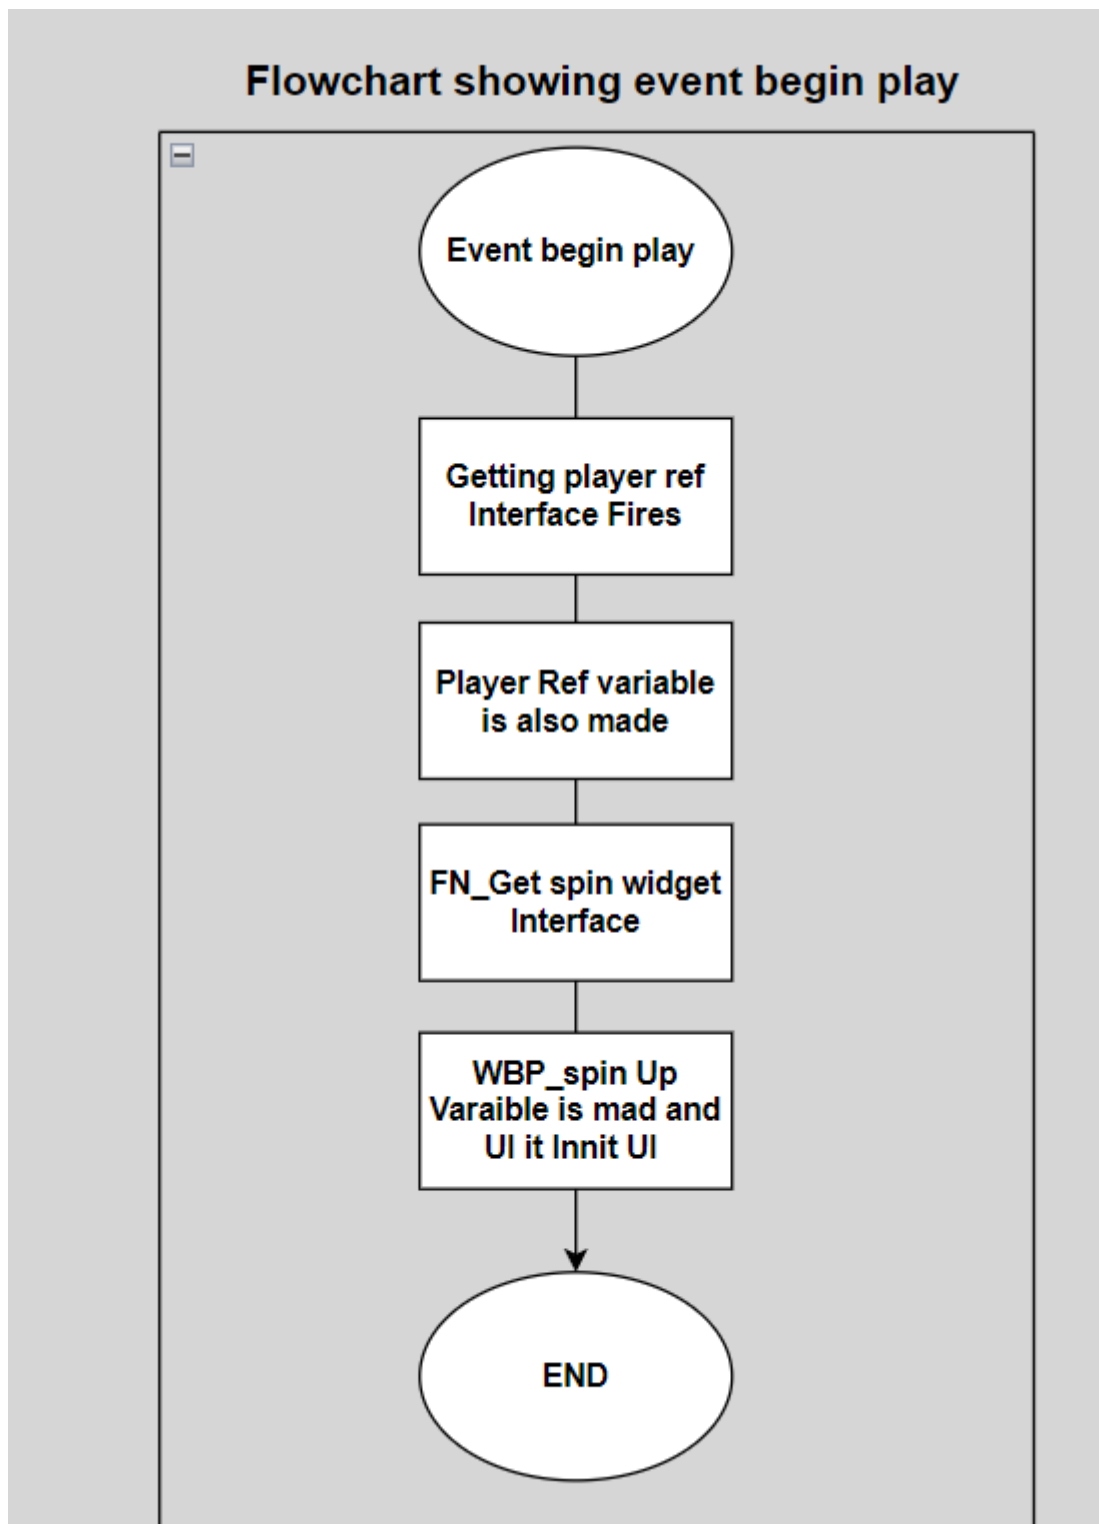 Flowchart showing event begin play
Event begin play
Getting player ref
Interface Fires
Player Ref variable
is also made
FN_Get spin widget
Interface
WBP_spin Up
Varaible is mad and
UI it Innit UI
END